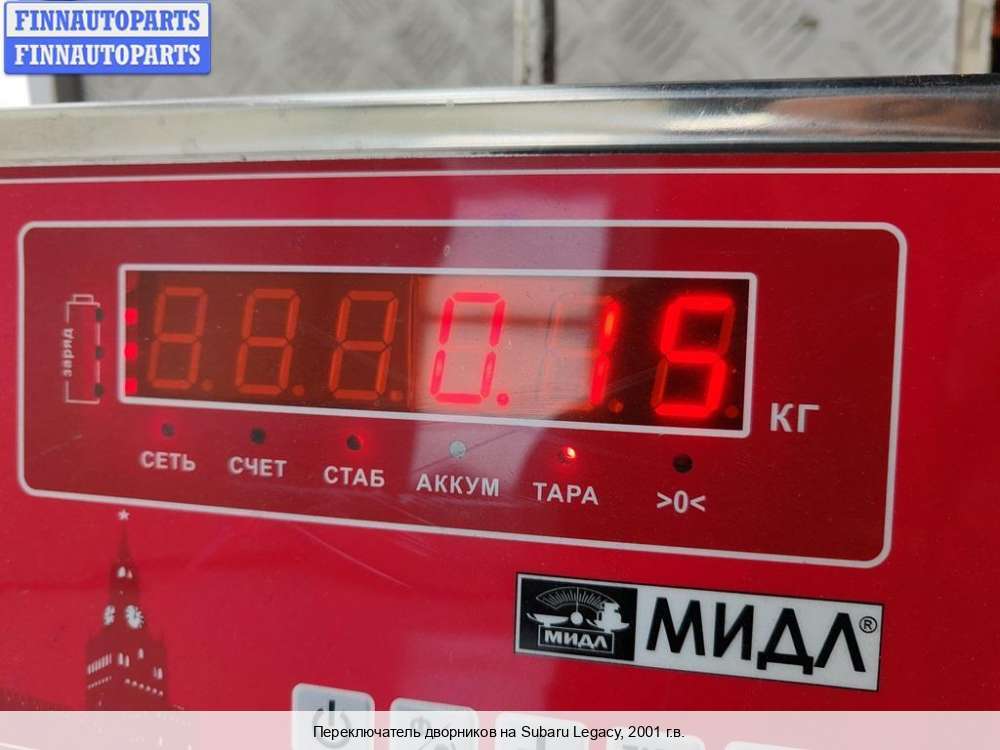 FINNAUTOPARTS
FINNAUTOPARTS
заряд
0.15
КГ
СЕТЬ СЧЕТ СТАБ АККУМ ТАРА >0<
МИДЛ МИДЛ®
Переключатель дворников на Subaru Legacy, 2001 г.в.